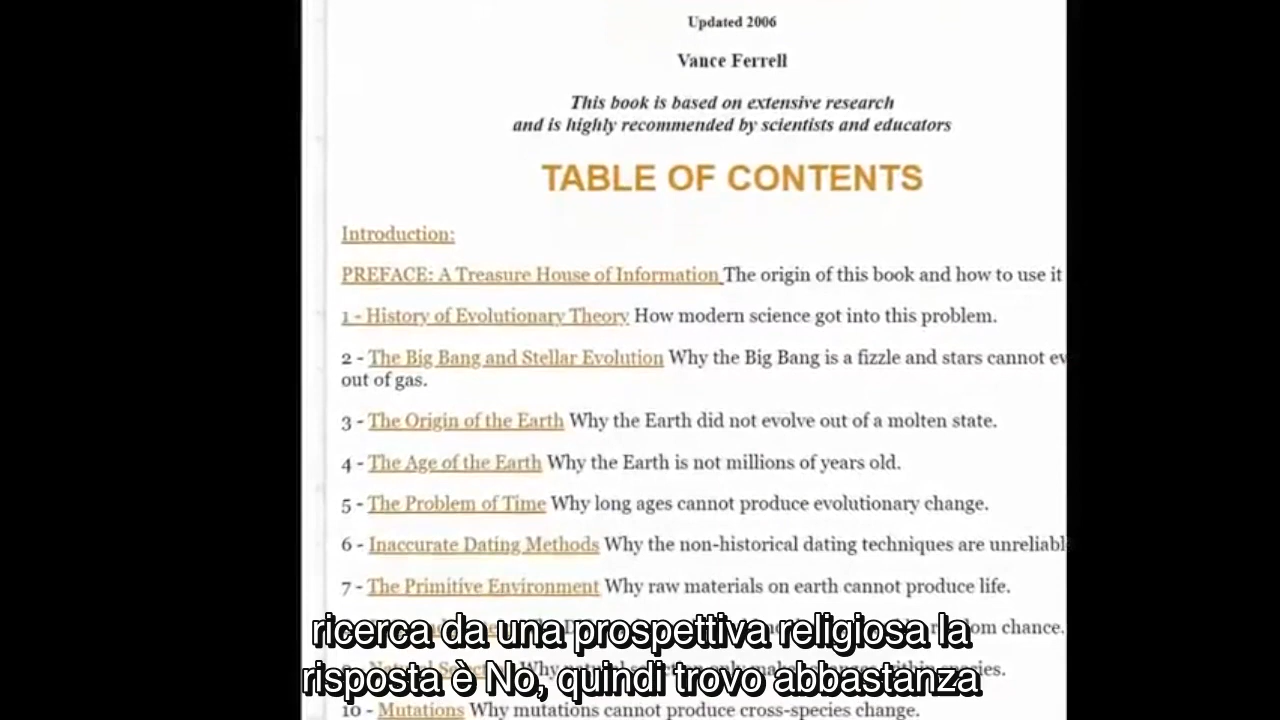 Updated 2006
Vance Ferrell
This book is based on extensive research
and is highly recommended by scientists and educators
TABLE OF CONTENTS
Introduction:
PREFACE: A Treasure House of Information The origin of this book and how to use it
1 - History of Evolutionary Theory How modern science got into this problem.
2 - The Big Bang and Stellar Evolution Why the Big Bang is a fizzle and stars cannot ev
out of gas.
3 - The Origin of the Earth Why the Earth did not evolve out of a molten state.
4 - The Age of the Earth Why the Earth is not millions of years old.
5 - The Problem of Time Why long ages cannot produce evolutionary change.
6 - Inaccurate Dating Methods Why the non-historical dating techniques are unreliabl
7 - The Primitive Environment Why raw materials on earth cannot produce life.
chance.
ricerca da una prospettiva religiosa la
risposta è No, quindi trovo abbastanza
10 - Mutations Why mutations cannot produce cross-species change.